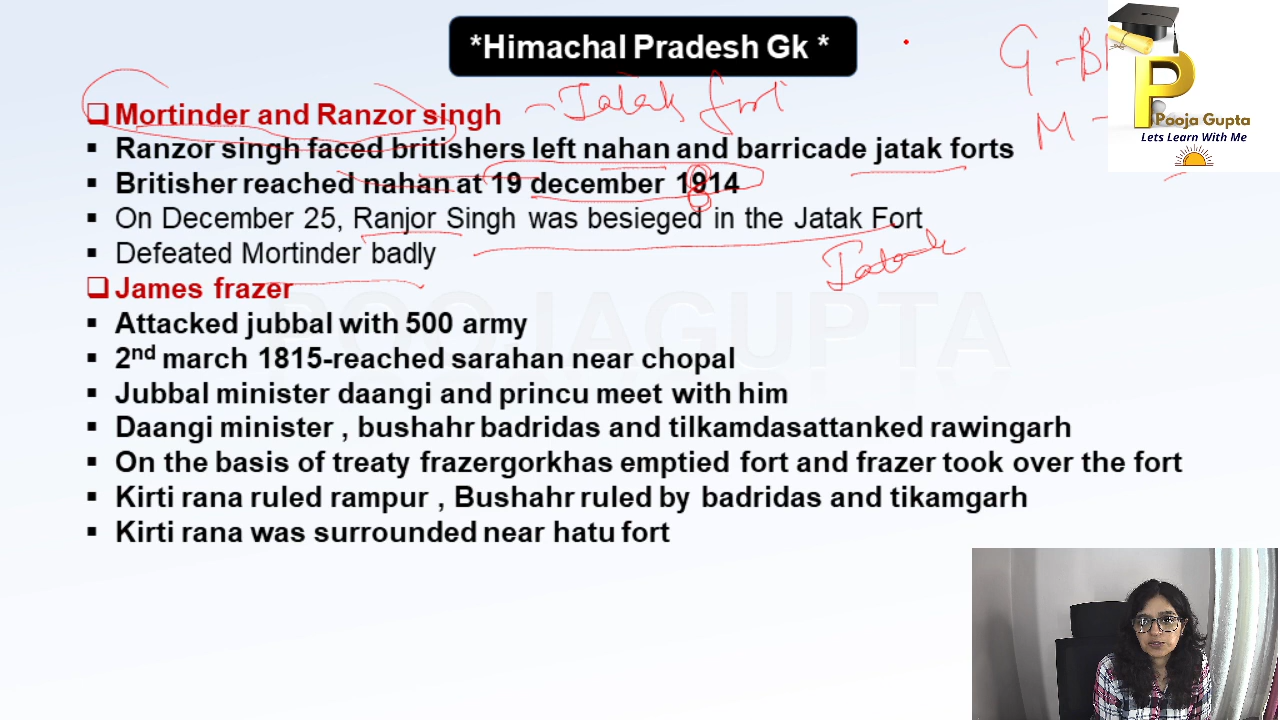 *Himachal Pradesh Gk *
G - B
M -
Pooja Gupta
Lets Learn With Me
Mortinder and Ranzor singh
- Jatak fort
Ranzor singh faced britishers left nahan and barricade jatak forts
Britisher reached nahan at 19 december 1914
8
On December 25, Ranjor Singh was besieged in the Jatak Fort
Defeated Mortinder badly
Jatak
James frazer
POOJAGUPTA
Attacked jubbal with 500 army
2nd march 1815-reached sarahan near chopal
Jubbal minister daangi and princu meet with him
Daangi minister , bushahr badridas and tilkamdasattanked rawingarh
On the basis of treaty frazergorkhas emptied fort and frazer took over the fort
Kirti rana ruled rampur , Bushahr ruled by badridas and tikamgarh
Kirti rana was surrounded near hatu fort